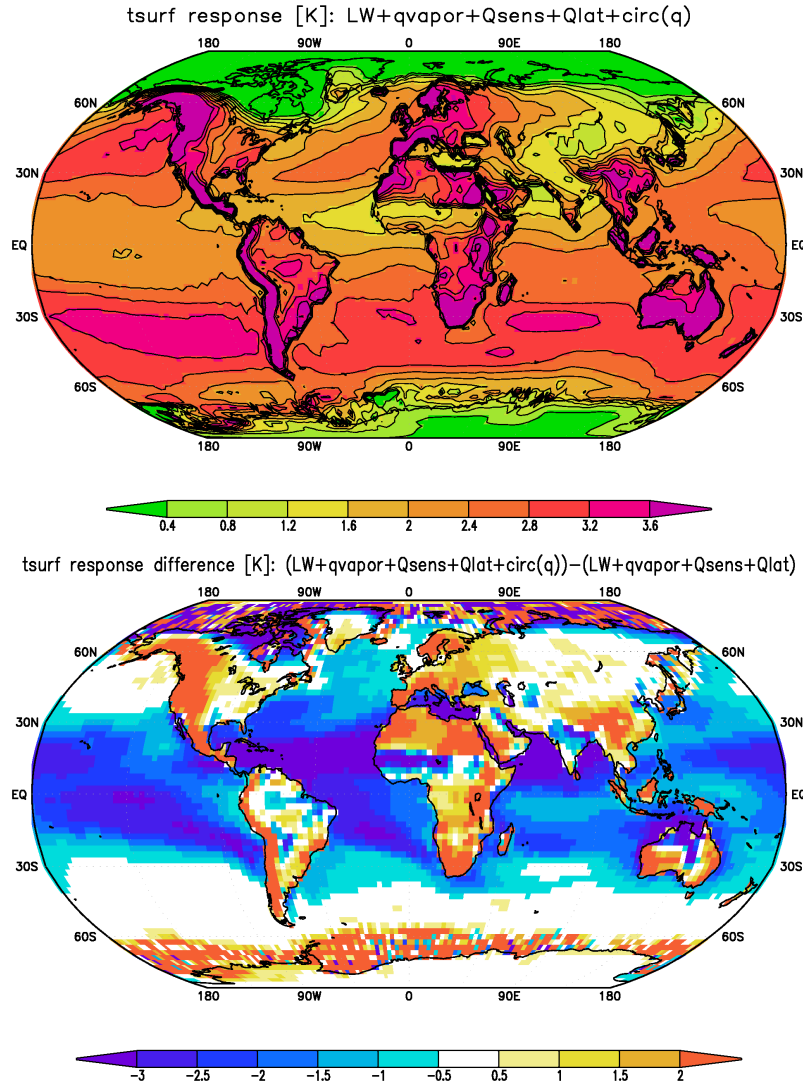 tsurf response [K]: LW+qvapor+Qsens+Qlat+circ(q)
180 90W 0 90E 180
60N 60N
30N 30N
EQ EQ
30S 30S
60S 60S
180 90W 0 90E 180
0.4 0.8 1.2 1.6 2 2.4 2.8 3.2 3.6
tsurf response difference [K]: (LW+qvapor+Qsens+Qlat+circ(q))-(LW+qvapor+Qsens+Qlat)
180 90W 0 90E 180
60N 60N
30N 30N
EQ EQ
30S 30S
60S 60S
180 90W 0 90E 180
-3 -2.5 -2 -1.5 -1 -0.5 0.5 1 1.5 2